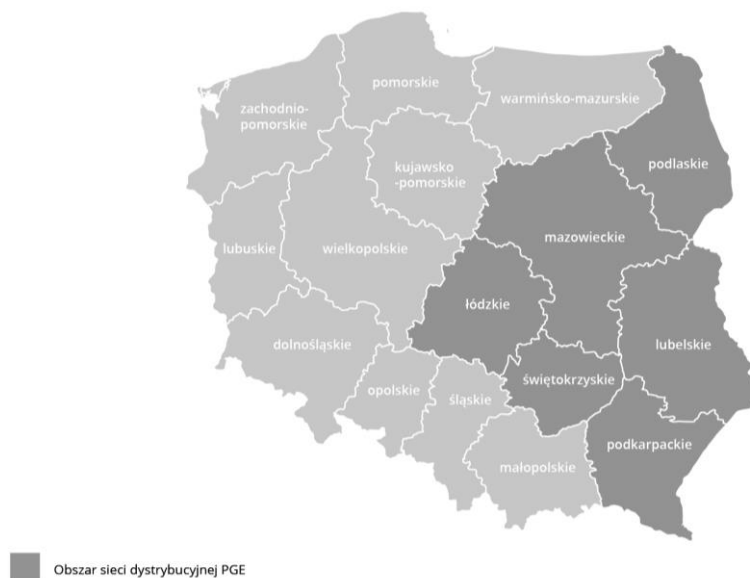 pomorskie
warmińsko-mazurskie
zachodnio-
pomorskie
podlaskie
kujawsko
-pomorskie
mazowieckie
lubuskie
wielkopolskie
łódzkie
dolnośląskie
lubelskie
opolskie
śląskie
świętokrzyskie
małopolskie
podkarpackie
Obszar sieci dystrybucyjnej PGE